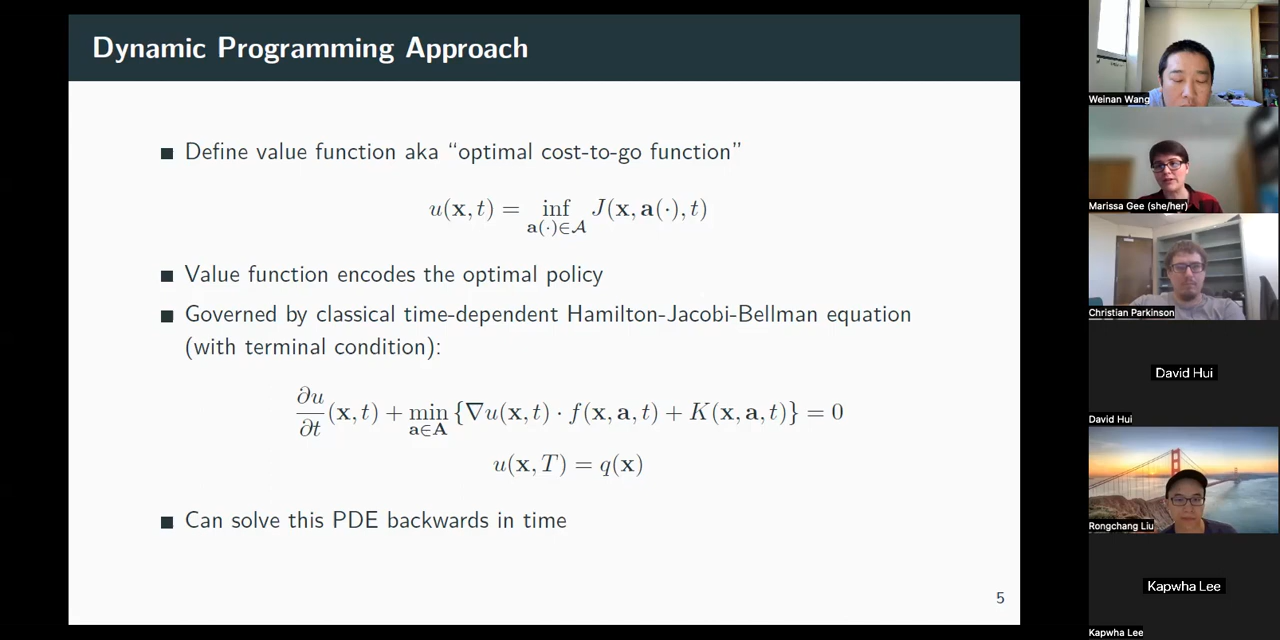 Dynamic Programming Approach
■ Define value function aka “optimal cost-to-go function”
u(x, t) = inf J(x, a(·), t)
a(·)∈𝒜
■ Value function encodes the optimal policy
■ Governed by classical time-dependent Hamilton-Jacobi-Bellman equation
(with terminal condition):
∂u/∂t (x, t) + min {∇u(x, t) · f(x, a, t) + K(x, a, t)} = 0
a∈A
u(x, T) = q(x)
■ Can solve this PDE backwards in time
5
Weinan Wang
Marissa Gee (she/her)
Christian Parkinson
David Hui
David Hui
Rongchang Liu
Kapwha Lee
Kapwha Lee